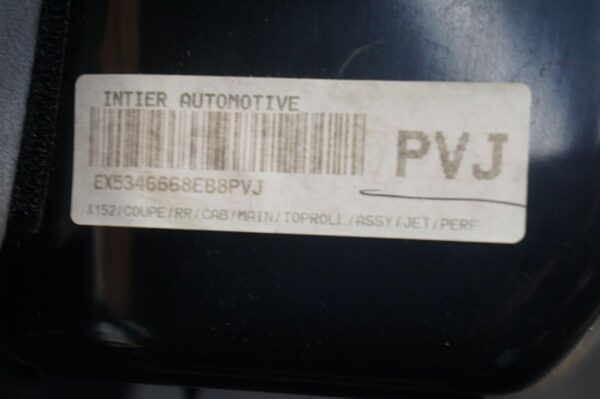 INTIER AUTOMOTIVE
PVJ
EX5346668EB8PVJ
X152/COUPE/RR/CAB/MAIN/TOPROLL/ASSY/JET/PERF